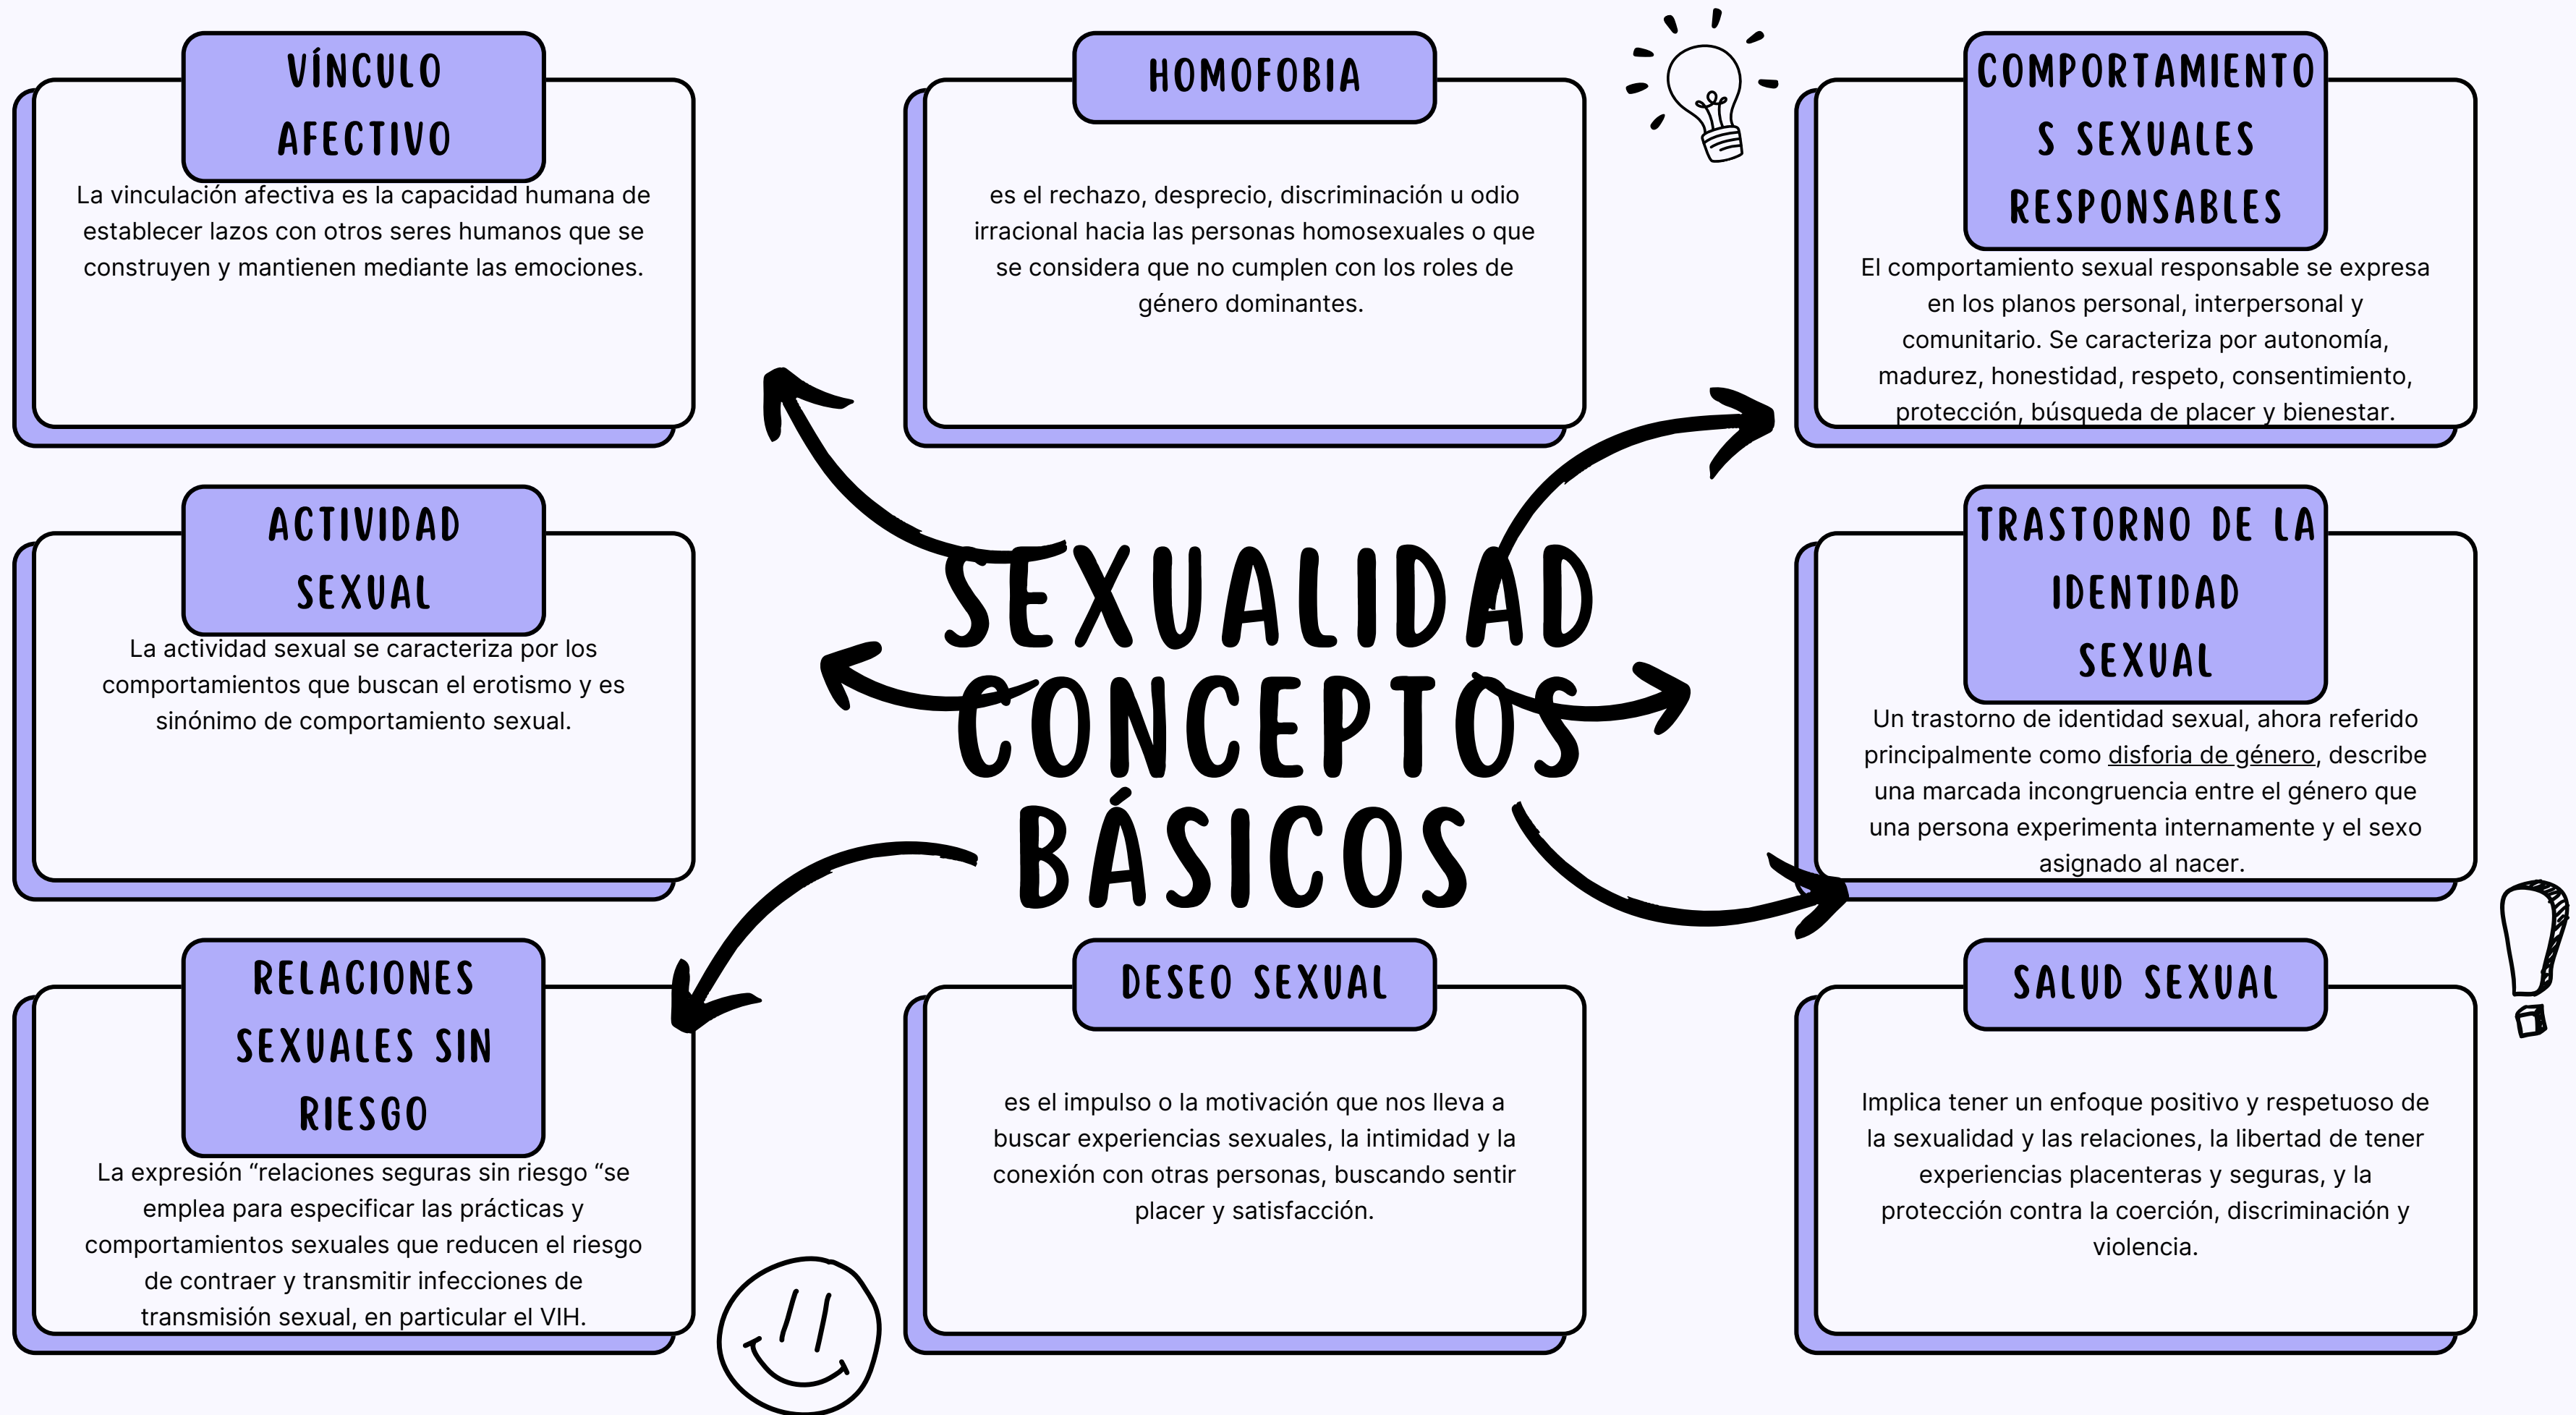 VÍNCULO
AFECTIVO
La vinculación afectiva es la capacidad humana de
establecer lazos con otros seres humanos que se
construyen y mantienen mediante las emociones.
HOMOFOBIA
es el rechazo, desprecio, discriminación u odio
irracional hacia las personas homosexuales o que
se considera que no cumplen con los roles de
género dominantes.
COMPORTAMIENTO
S SEXUALES
RESPONSABLES
El comportamiento sexual responsable se expresa
en los planos personal, interpersonal y
comunitario. Se caracteriza por autonomía,
madurez, honestidad, respeto, consentimiento,
protección, búsqueda de placer y bienestar.
ACTIVIDAD
SEXUAL
La actividad sexual se caracteriza por los
comportamientos que buscan el erotismo y es
sinónimo de comportamiento sexual.
SEXUALIDAD
CONCEPTOS
BÁSICOS
TRASTORNO DE LA
IDENTIDAD
SEXUAL
Un trastorno de identidad sexual, ahora referido
principalmente como disforia de género, describe
una marcada incongruencia entre el género que
una persona experimenta internamente y el sexo
asignado al nacer.
RELACIONES
SEXUALES SIN
RIESGO
La expresión “relaciones seguras sin riesgo “se
emplea para especificar las prácticas y
comportamientos sexuales que reducen el riesgo
de contraer y transmitir infecciones de
transmisión sexual, en particular el VIH.
DESEO SEXUAL
es el impulso o la motivación que nos lleva a
buscar experiencias sexuales, la intimidad y la
conexión con otras personas, buscando sentir
placer y satisfacción.
SALUD SEXUAL
Implica tener un enfoque positivo y respetuoso de
la sexualidad y las relaciones, la libertad de tener
experiencias placenteras y seguras, y la
protección contra la coerción, discriminación y
violencia.